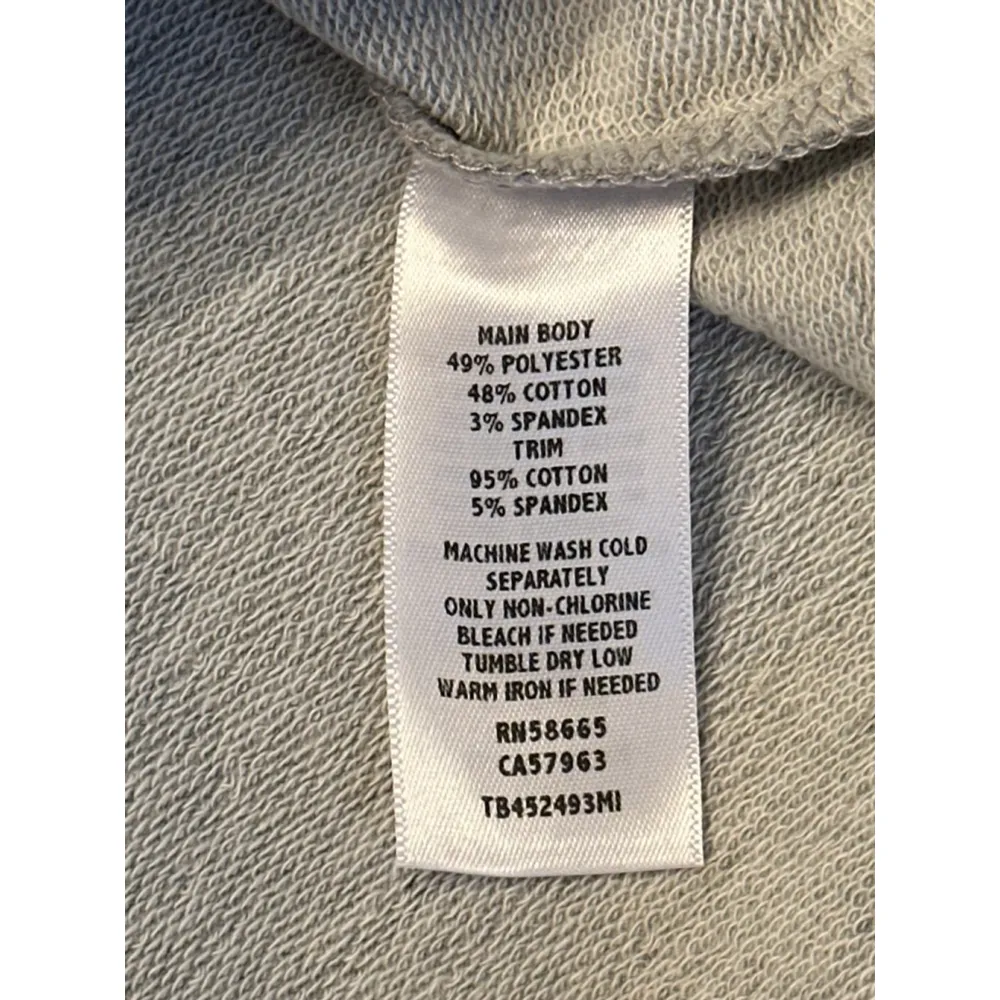 MAIN BODY
49% POLYESTER
48% COTTON
3% SPANDEX
TRIM
95% COTTON
5% SPANDEX
MACHINE WASH COLD
SEPARATELY
ONLY NON-CHLORINE
BLEACH IF NEEDED
TUMBLE DRY LOW
WARM IRON IF NEEDED
RN58665
CA57963
TB452493MI